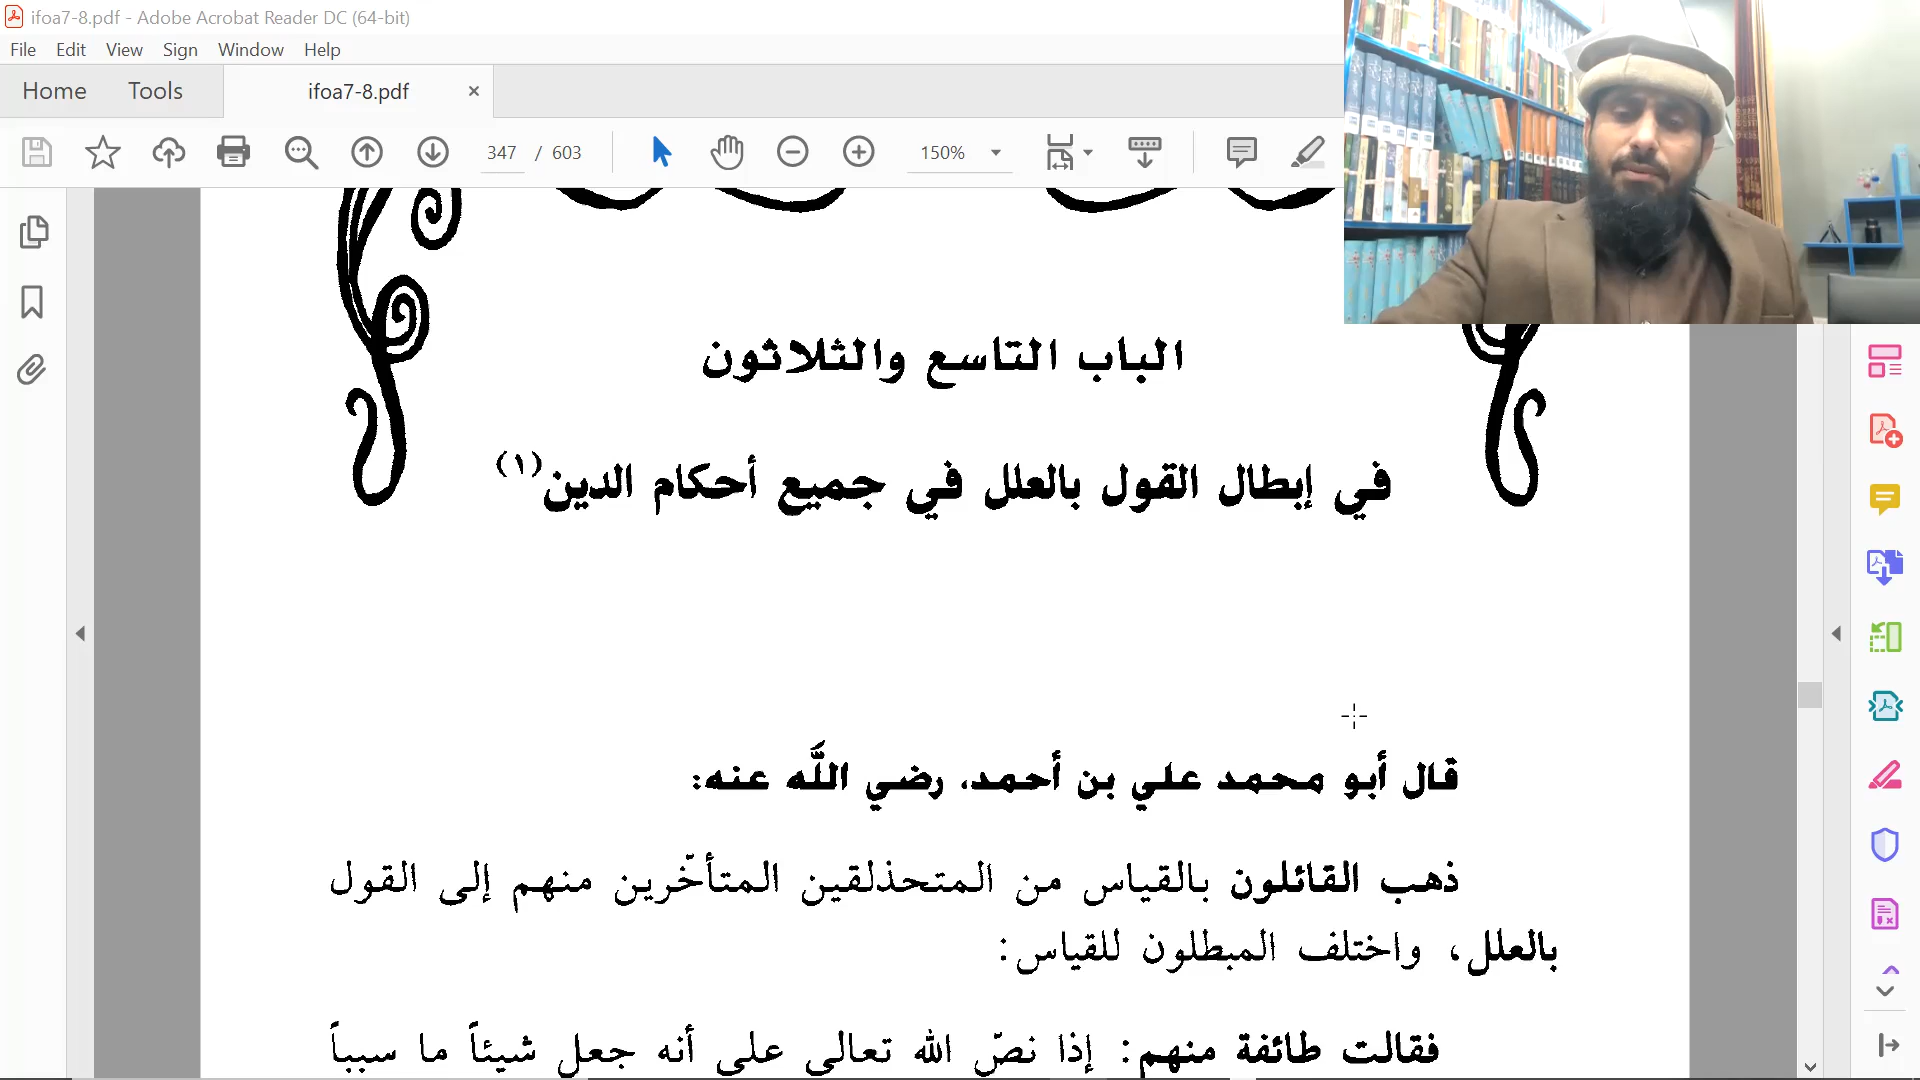 ifoa7-8.pdf - Adobe Acrobat Reader DC (64-bit)
File Edit View Sign Window Help
Home Tools ifoa7-8.pdf ×
347 / 603 150%
الباب التاسع والثلاثون
في إبطال القول بالعلل في جميع أحكام الدين(١)
قال أبو محمد علي بن أحمد، رضي اللّه عنه:
ذهب القائلون بالقياس من المتحذلقين المتأخّرين منهم إلى القول
بالعلل، واختلف المبطلون للقياس:
فقالت طائفة منهم: إذا نصّ الله تعالى على أنه جعل شيئاً ما سبباً